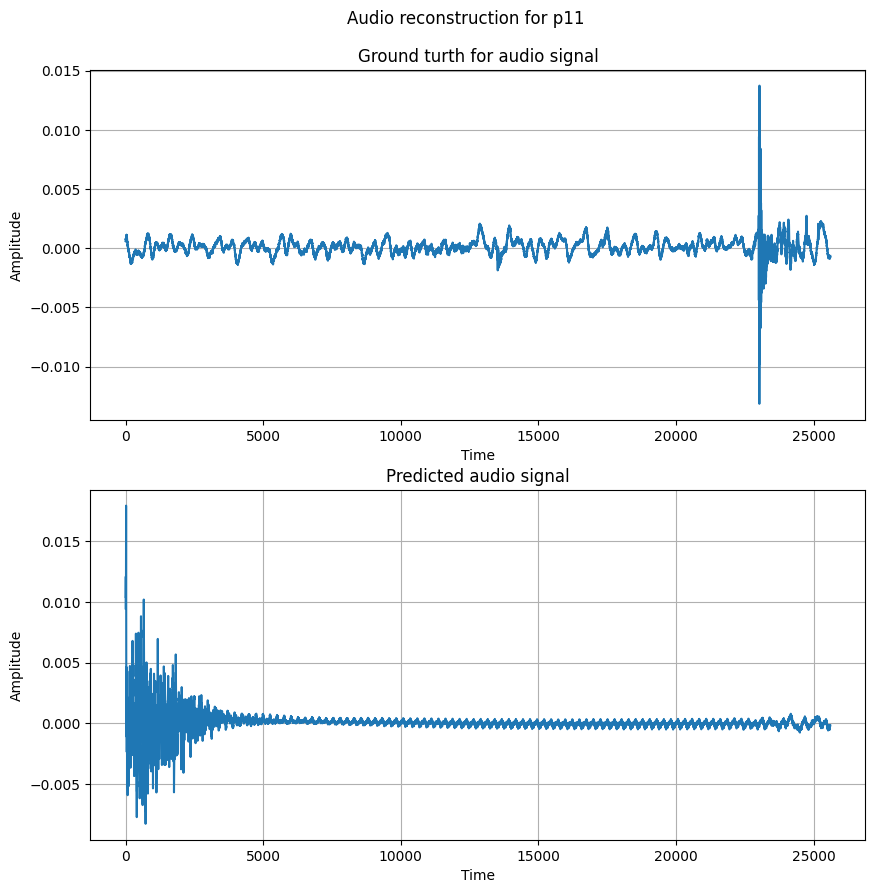 Audio reconstruction for p11
Ground turth for audio signal
0.015
0.010
0.005
0.000
−0.005
−0.010
Amplitude
0 5000 10000 15000 20000 25000
Time
Predicted audio signal
0.015
0.010
0.005
0.000
−0.005
Amplitude
0 5000 10000 15000 20000 25000
Time